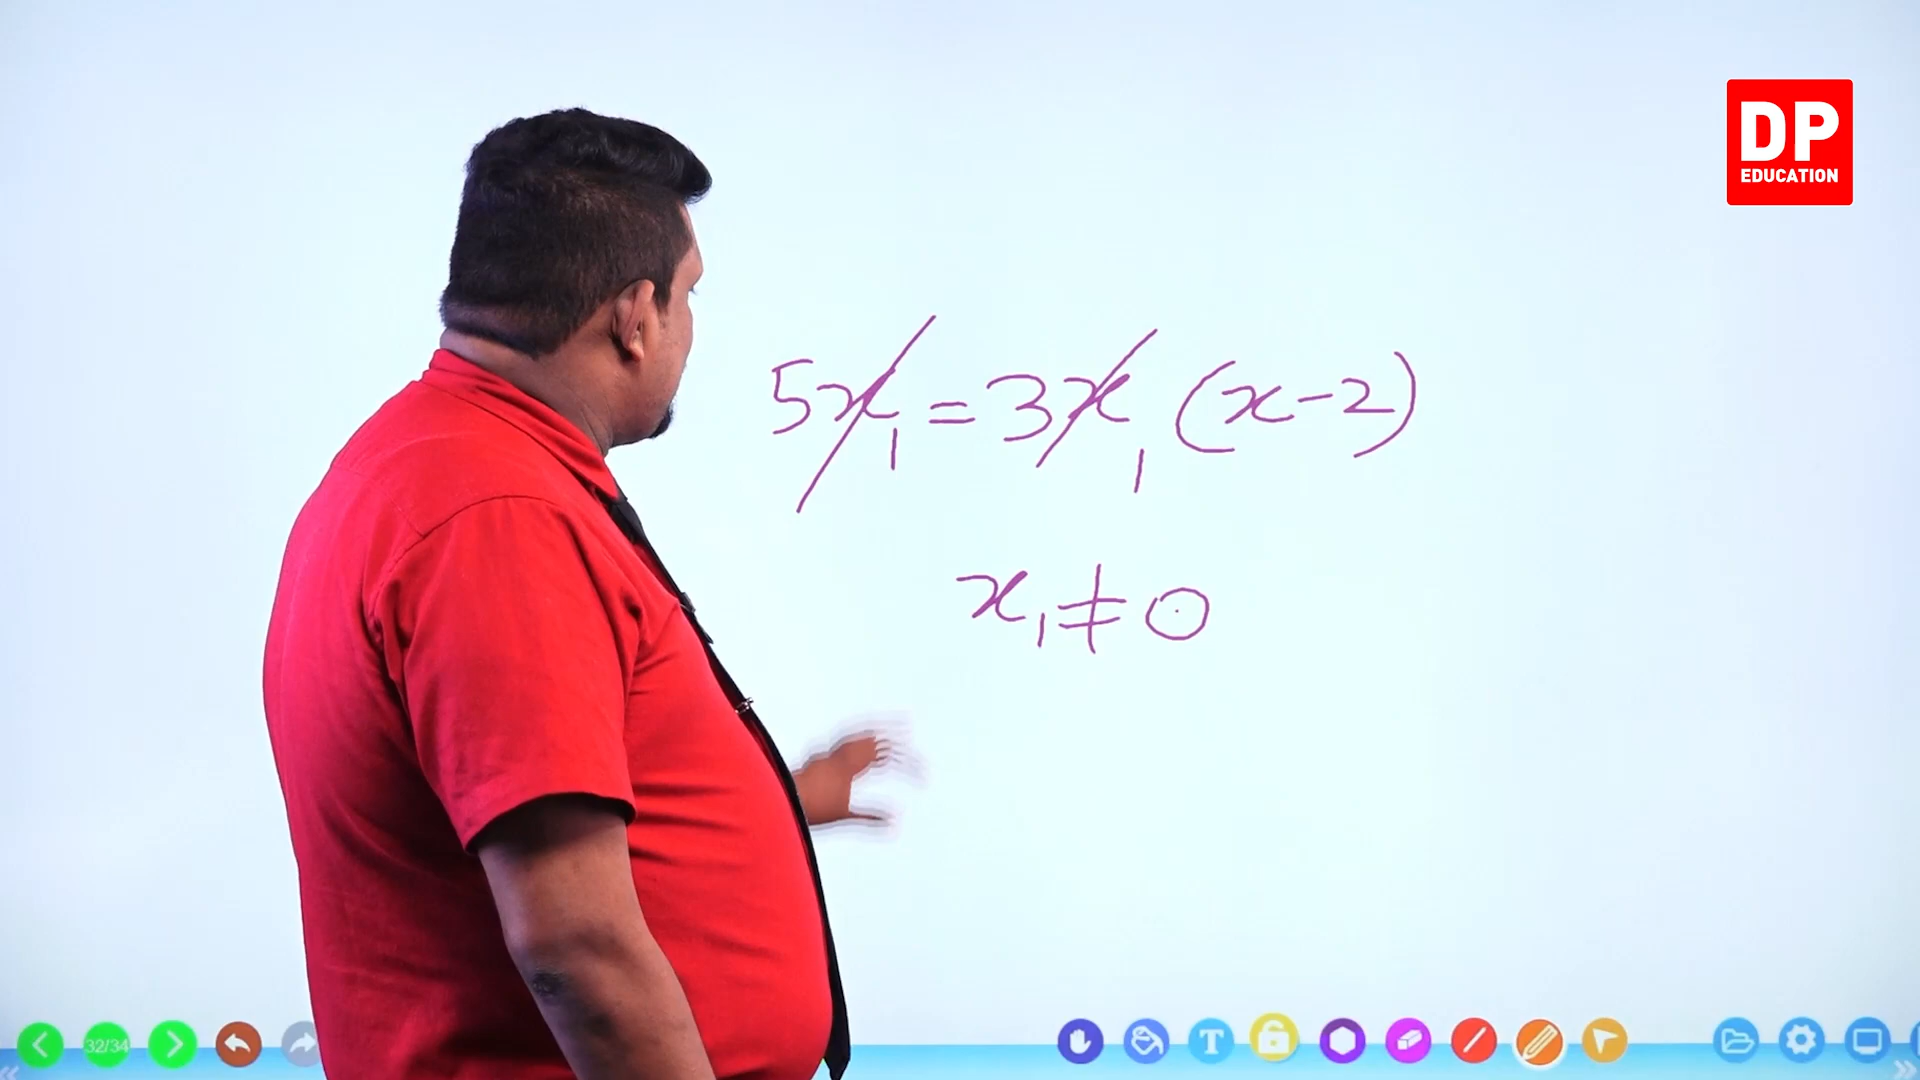 DP
EDUCATION
5x₁ = 3x₁ (x-2)
x₁ ≠ 0
32/34
T